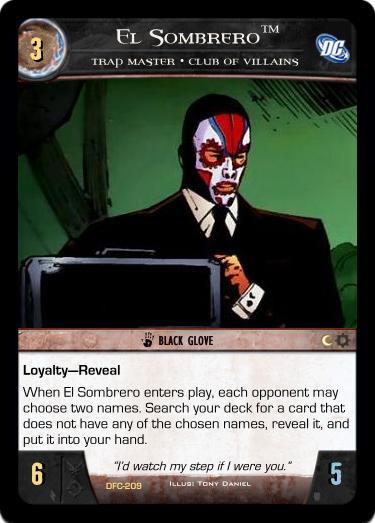 3
El Sombrero™
DC
Trap Master • Club of Villains
BLACK GLOVE
Loyalty—Reveal
When El Sombrero enters play, each opponent may
choose two names. Search your deck for a card that
does not have any of the chosen names, reveal it, and
put it into your hand.
6
"I'd watch my step if I were you."
5
DFC-209
Illus: Tony Daniel